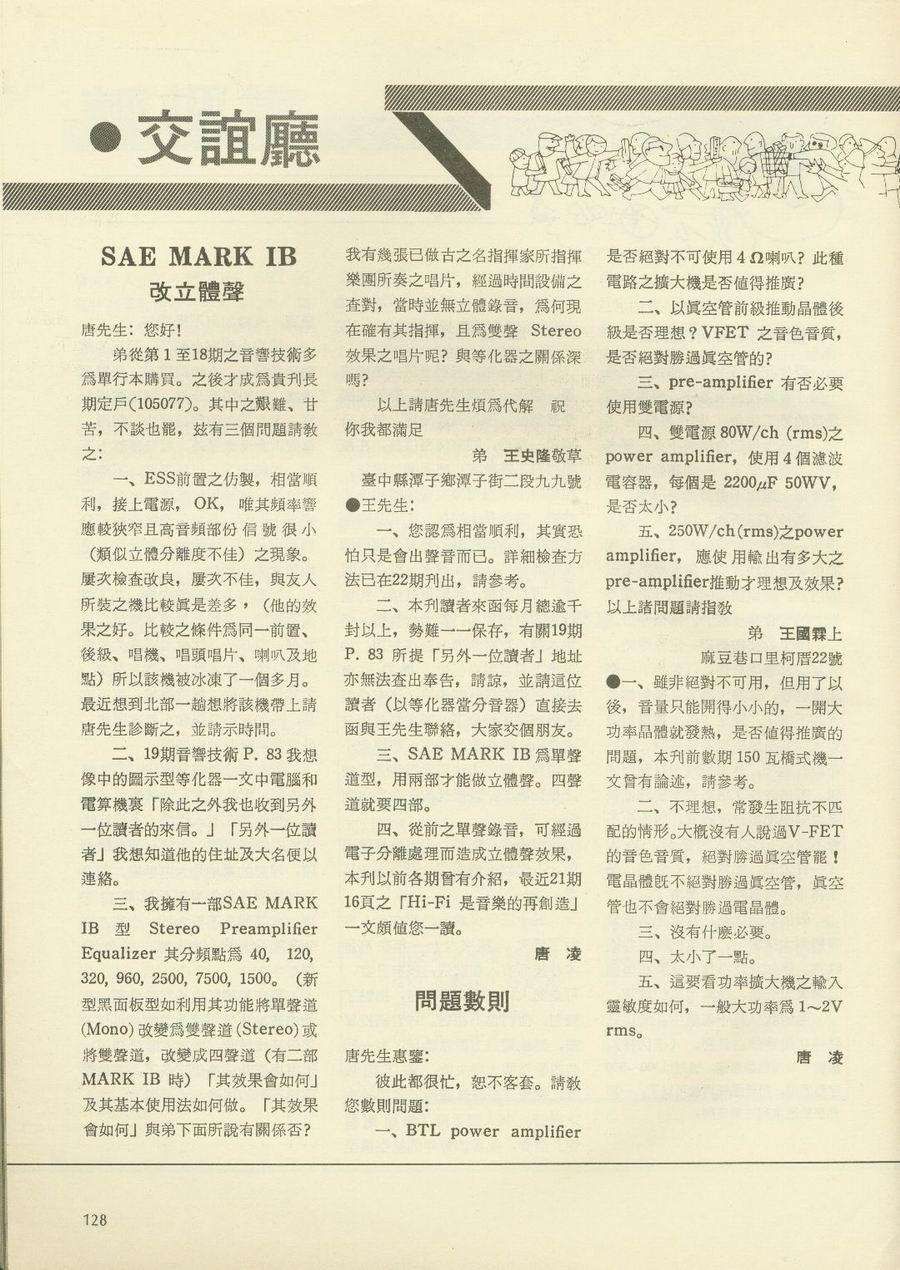 ●交誼廳
SAE MARK IB
改立體聲
唐先生：您好！
弟從第1至18期之音響技術多
爲單行本購買。之後才成爲貴刋長
期定戶(105077)。其中之艱難、甘
苦，不談也罷，玆有三個問題請教
之：
一、ESS前置之仿製，相當順
利，接上電源，OK，唯其頻率響
應較狹窄且高音頻部份信號很小
（類似立體分離度不佳）之現象。
屢次檢查改良，屢次不佳，與友人
所裝之機比較眞是差多，（他的效
果之好。比較之條件爲同一前置、
後級、唱機、唱頭唱片、喇叭及地
點）所以該機被冰凍了一個多月。
最近想到北部一趟想將該機帶上請
唐先生診斷之，並請示時間。
二、19期音響技術P. 83我想
像中的圖示型等化器一文中電腦和
電算機裏「除此之外我也收到另外
一位讀者的來信。」「另外一位讀
者」我想知道他的住址及大名便以
連絡。
三、我擁有一部SAE MARK
IB 型 Stereo Preamplifier
Equalizer 其分頻點爲 40, 120,
320, 960, 2500, 7500, 1500。（新
型黑面板型如利用其功能將單聲道
(Mono)改變爲雙聲道(Stereo)或
將雙聲道，改變成四聲道（有二部
MARK IB 時）「其效果會如何」
及其基本使用法如何做。「其效果
會如何」與弟下面所說有關係否？
我有幾張已做古之名指揮家所指揮
樂團所奏之唱片，經過時間設備之
查對，當時並無立體錄音，爲何現
在確有其指揮，且爲雙聲 Stereo
效果之唱片呢？與等化器之關係深
嗎？
以上請唐先生煩爲代解　祝
你我都滿足
弟　王史隆敬草
臺中縣潭子鄉潭子街二段九九號
●王先生：
一、您認爲相當順利，其實恐
怕只是會出聲音而已。詳細檢查方
法已在22期刋出，請參考。
二、本刋讀者來函每月總逾千
封以上，勢難一一保存，有關19期
P. 83 所提「另外一位讀者」地址
亦無法查出奉告，請諒，並請這位
讀者（以等化器當分音器）直接去
函與王先生聯絡，大家交個朋友。
三、SAE MARK IB爲單聲
道型，用兩部才能做立體聲。四聲
道就要四部。
四、從前之單聲錄音，可經過
電子分離處理而造成立體聲效果，
本刋以前各期曾有介紹，最近21期
16頁之「Hi-Fi 是音樂的再創造」
一文頗値您一讀。
唐　凌
問題數則
唐先生惠鑒：
彼此都很忙，恕不客套。請敎
您數則問題：
一、BTL power amplifier
是否絕對不可使用4Ω喇叭？此種
電路之擴大機是否值得推廣？
二、以眞空管前級推動晶體後
級是否理想？VFET 之音色音質，
是否絕對勝過眞空管的？
三、pre-amplifier 有否必要
使用雙電源？
四、雙電源80W/ch (rms)之
power amplifier，使用4個濾波
電容器，每個是 2200μF 50WV，
是否太小？
五、250W/ch(rms)之power
amplifier，應使用輸出有多大之
pre-amplifier推動才理想及效果？
以上諸問題請指敎
弟　王國霖上
麻豆巷口里柯厝22號
●一、雖非絕對不可用，但用了以
後，音量只能開得小小的，一開大
功率晶體就發熱，是否值得推廣的
問題，本刋前數期150瓦橋式機一
文曾有論述，請參考。
二、不理想，常發生阻抗不匹
配的情形。大概沒有人說過V-FET
的音色音質，絕對勝過眞空管罷！
電晶體旣不絕對勝過眞空管，眞空
管也不會絕對勝過電晶體。
三、沒有什麼必要。
四、太小了一點。
五、這要看功率擴大機之輸入
靈敏度如何，一般大功率爲1～2V
rms。
唐　凌
128